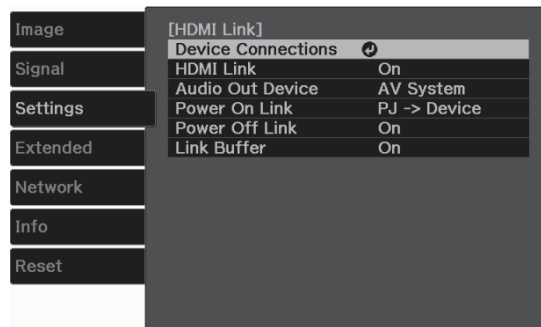 Image
Signal
Settings
Extended
Network
Info
Reset
[HDMI Link]
Device Connections
HDMI Link On
Audio Out Device AV System
Power On Link PJ -> Device
Power Off Link On
Link Buffer On